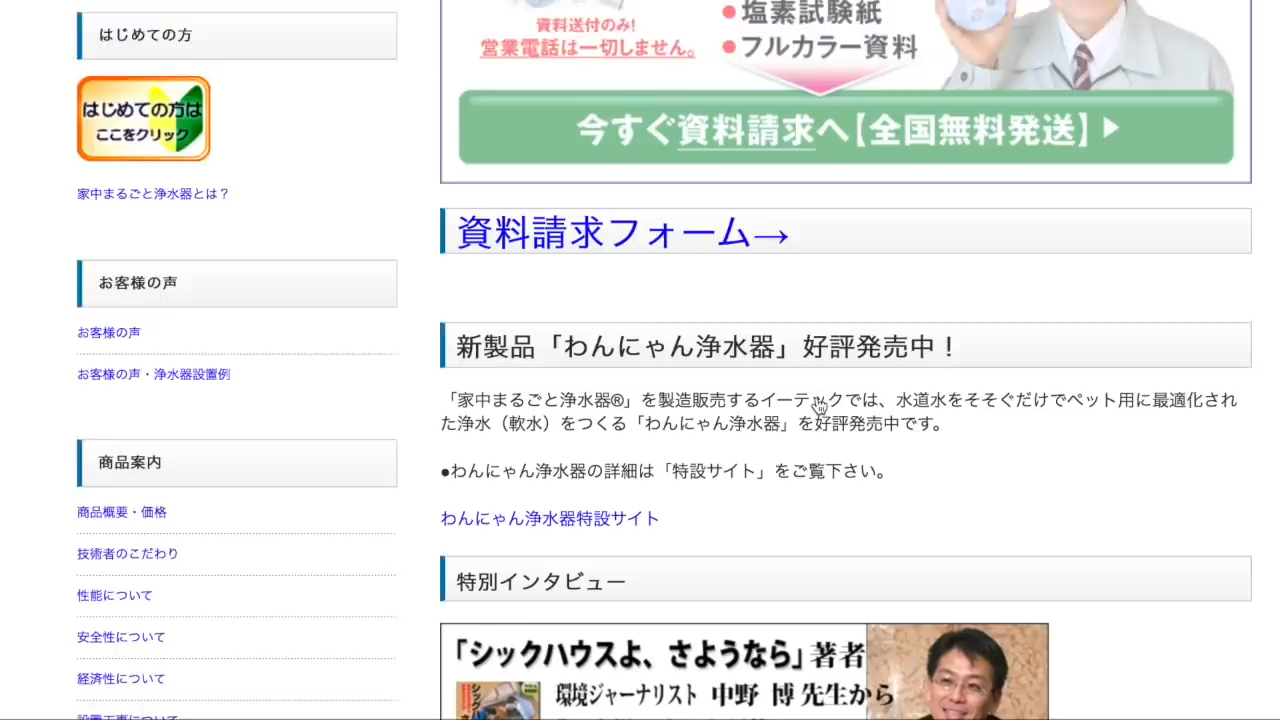 はじめての方
はじめての方は
ここをクリック
家中まるごと浄水器とは？
お客様の声
お客様の声
お客様の声・浄水器設置例
商品案内
商品概要・価格
技術者のこだわり
性能について
安全性について
経済性について
設置工事について
資料送付のみ!
営業電話は一切しません。
●塩素試験紙
●フルカラー資料
今すぐ資料請求へ【全国無料発送】▶
資料請求フォーム→
新製品「わんにゃん浄水器」好評発売中！
「家中まるごと浄水器®」を製造販売するイーテックでは、水道水をそそぐだけでペット用に最適化され
た浄水（軟水）をつくる「わんにゃん浄水器」を好評発売中です。
●わんにゃん浄水器の詳細は「特設サイト」をご覧下さい。
わんにゃん浄水器特設サイト
特別インタビュー
「シックハウスよ、さようなら」著者
環境ジャーナリスト 中野 博 先生から